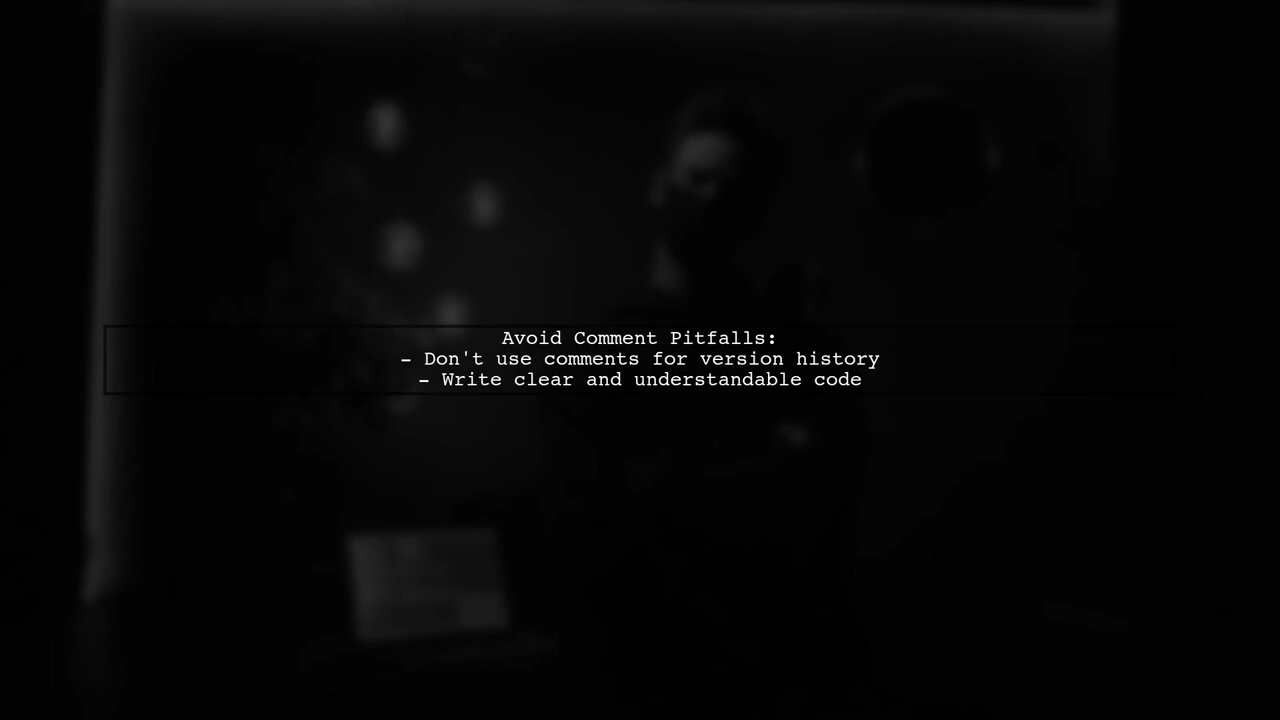 Avoid Comment Pitfalls:
- Don't use comments for version history
- Write clear and understandable code